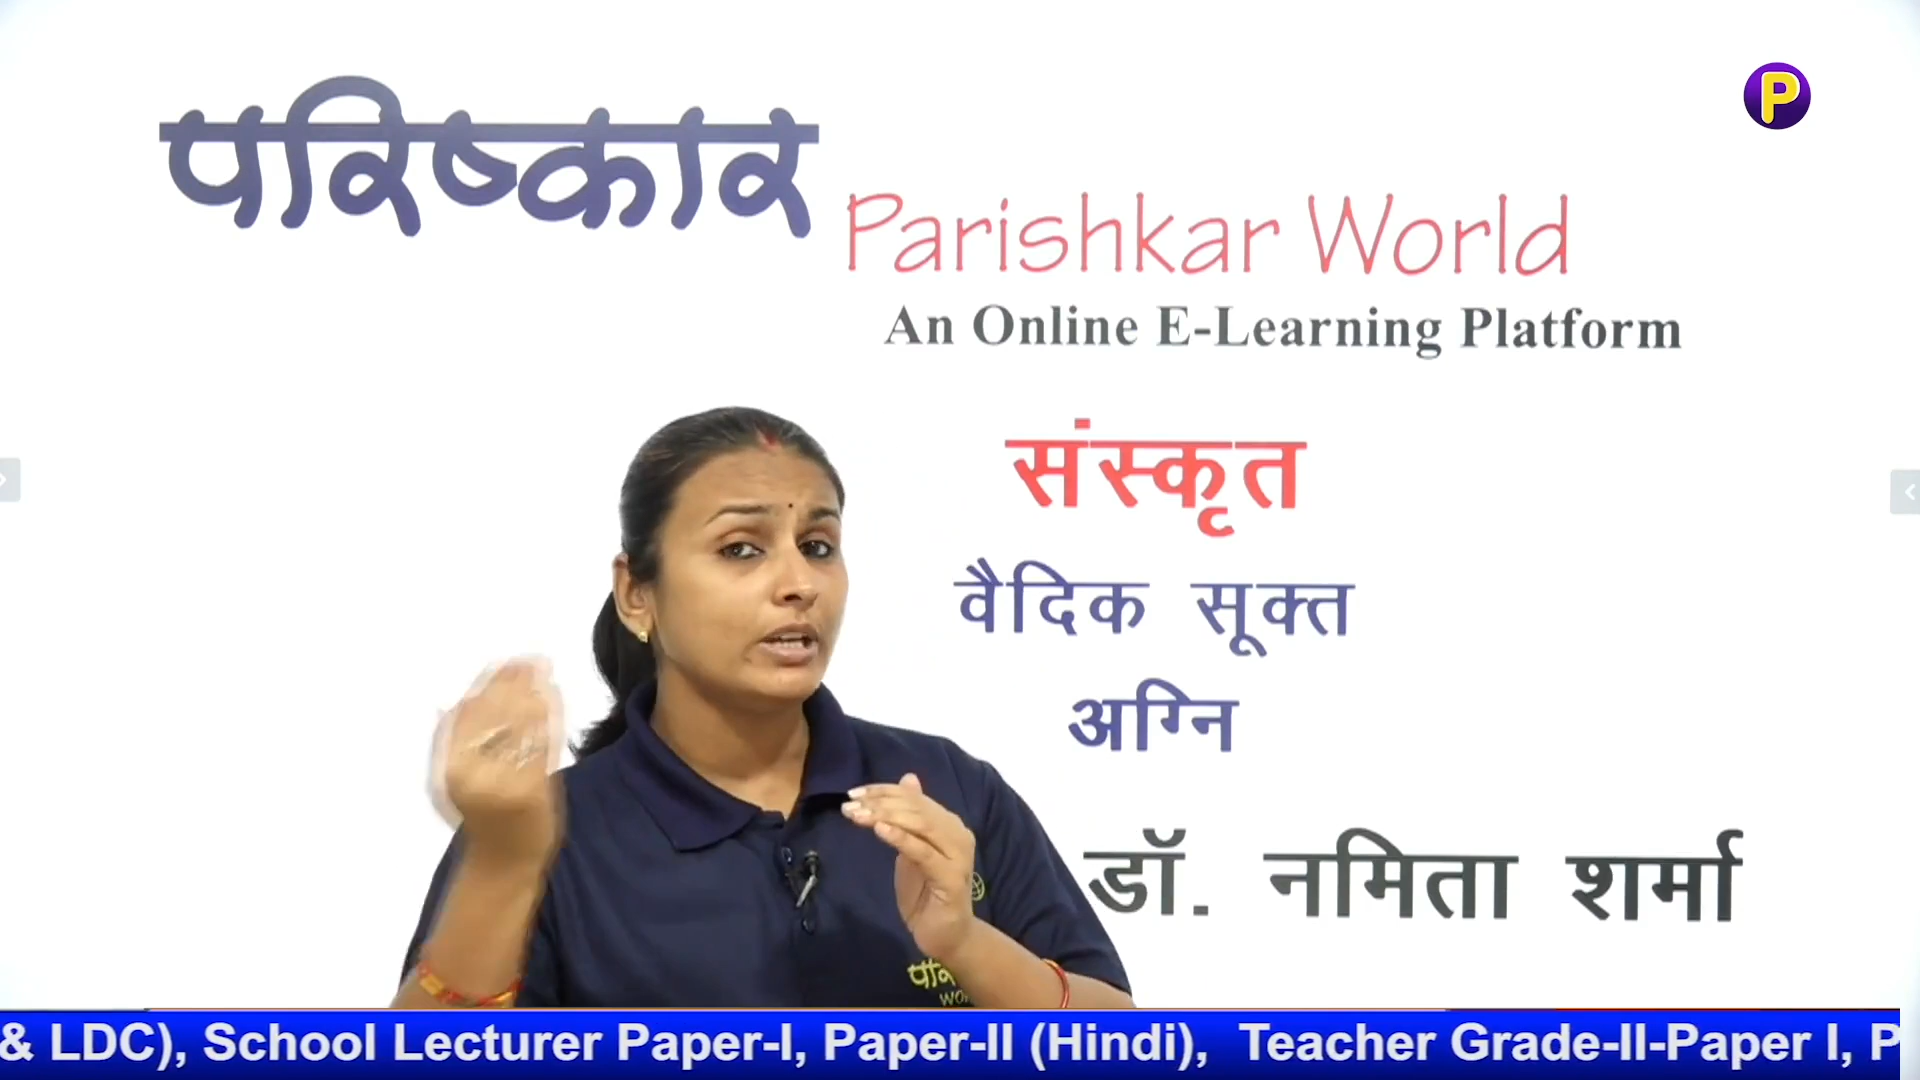 परिष्कार
P
Parishkar World
An Online E-Learning Platform
संस्कृत
वैदिक सूक्त
अग्नि
डॉ. नमिता शर्मा
& LDC), School Lecturer Paper-I, Paper-II (Hindi), Teacher Grade-II-Paper I, P